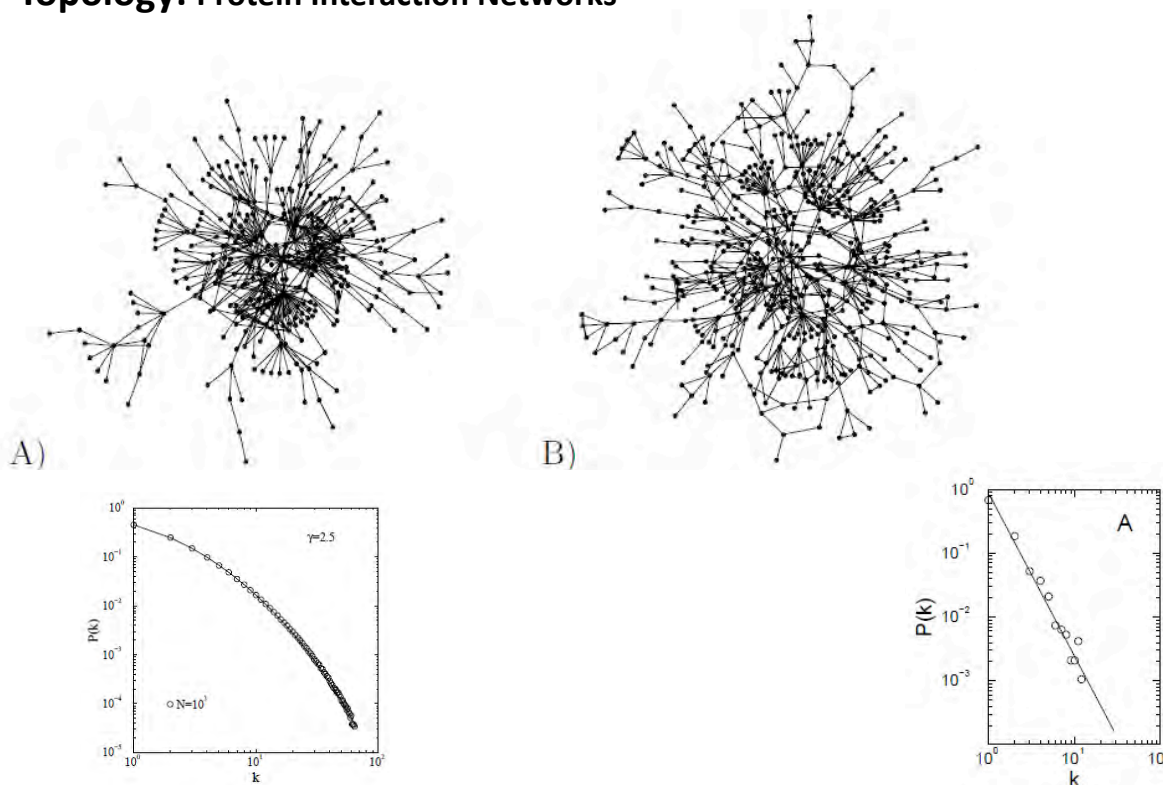 Topology: Protein Interaction Networks
A)
B)
10⁰
10⁻¹
10⁻²
10⁻³
10⁻⁴
10⁻⁵
P(k)
γ=2.5
N=10³
10⁰
10¹
10²
k
10⁰
10⁻¹
10⁻²
10⁻³
P(k)
A
10⁰
10¹
k